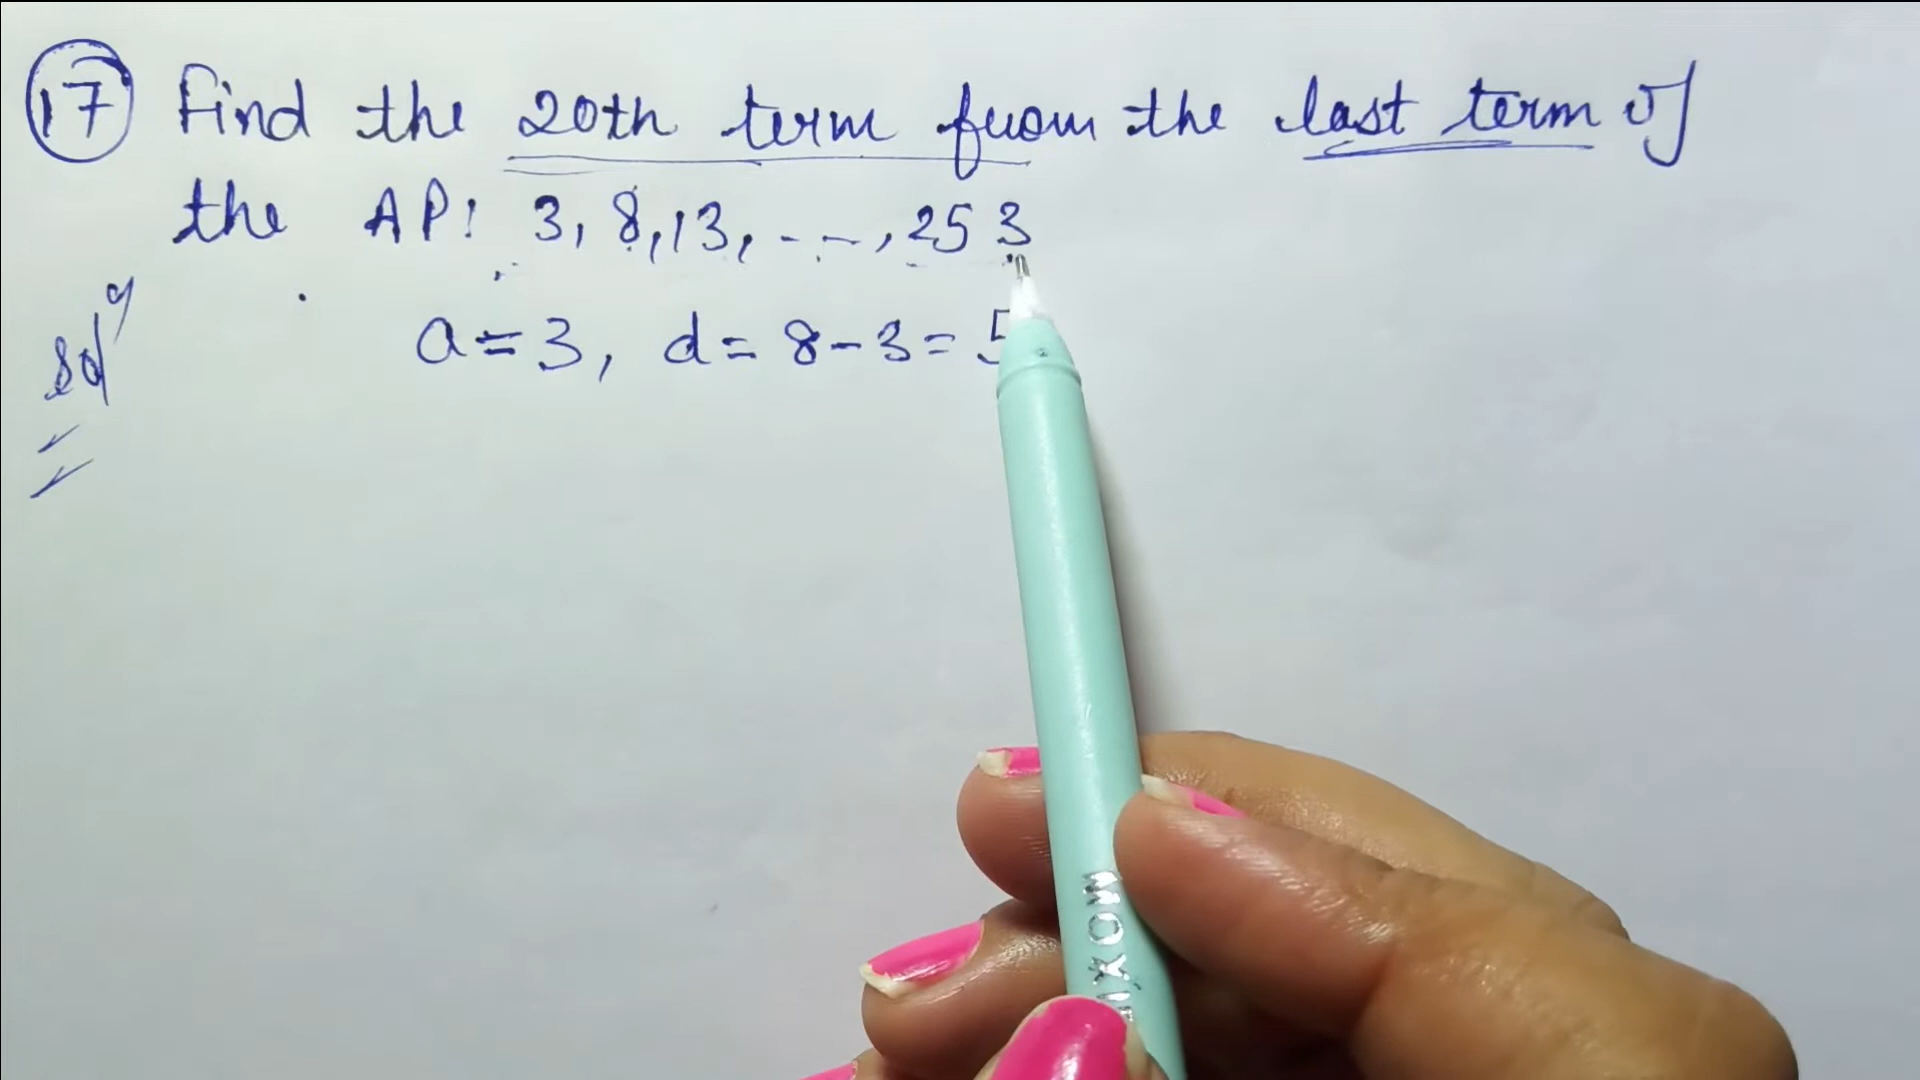 17 Find the 20th term from the last term of
the AP: 3, 8, 13, ---, 253
Sol
a = 3, d = 8 - 3 = 5
MIXOM